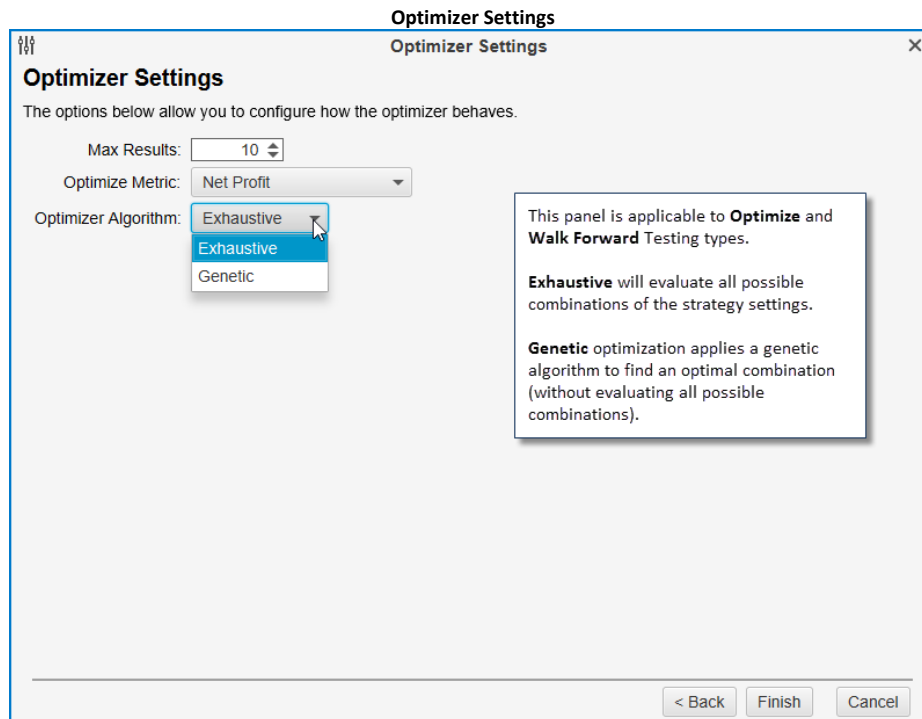 Optimizer Settings
Optimizer Settings
Optimizer Settings
The options below allow you to configure how the optimizer behaves.
Max Results: 10
Optimize Metric: Net Profit
Optimizer Algorithm: Exhaustive
Exhaustive
Genetic
This panel is applicable to Optimize and
Walk Forward Testing types.
Exhaustive will evaluate all possible
combinations of the strategy settings.
Genetic optimization applies a genetic
algorithm to find an optimal combination
(without evaluating all possible
combinations).
< Back Finish Cancel